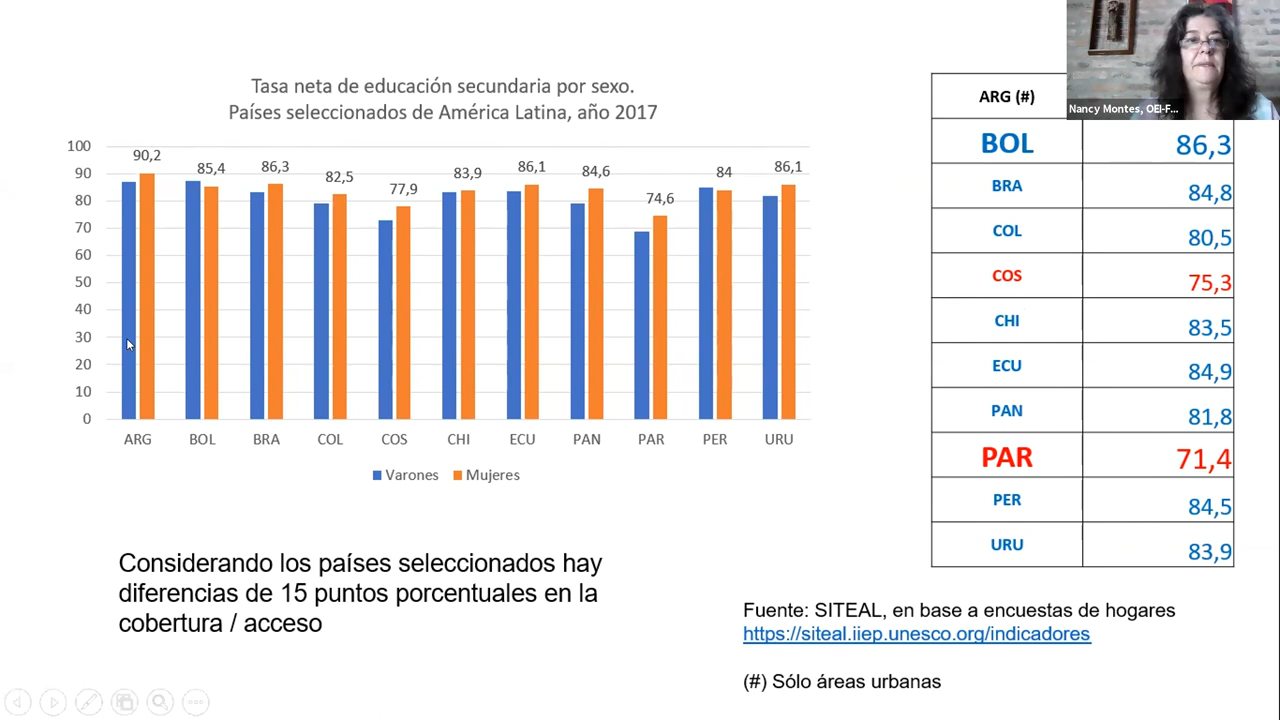 Tasa neta de educación secundaria por sexo.
Países seleccionados de América Latina, año 2017
100
90
80
70
60
50
40
30
20
10
0
90,2
85,4
86,3
82,5
77,9
83,9
86,1
84,6
74,6
84
86,1
ARG
BOL
BRA
COL
COS
CHI
ECU
PAN
PAR
PER
URU
Varones
Mujeres
Considerando los países seleccionados hay
diferencias de 15 puntos porcentuales en la
cobertura / acceso
ARG (#)
BOL 86,3
BRA 84,8
COL 80,5
COS 75,3
CHI 83,5
ECU 84,9
PAN 81,8
PAR 71,4
PER 84,5
URU 83,9
Fuente: SITEAL, en base a encuestas de hogares
https://siteal.iiep.unesco.org/indicadores
(#) Sólo áreas urbanas
Nancy Montes, OEI-F...